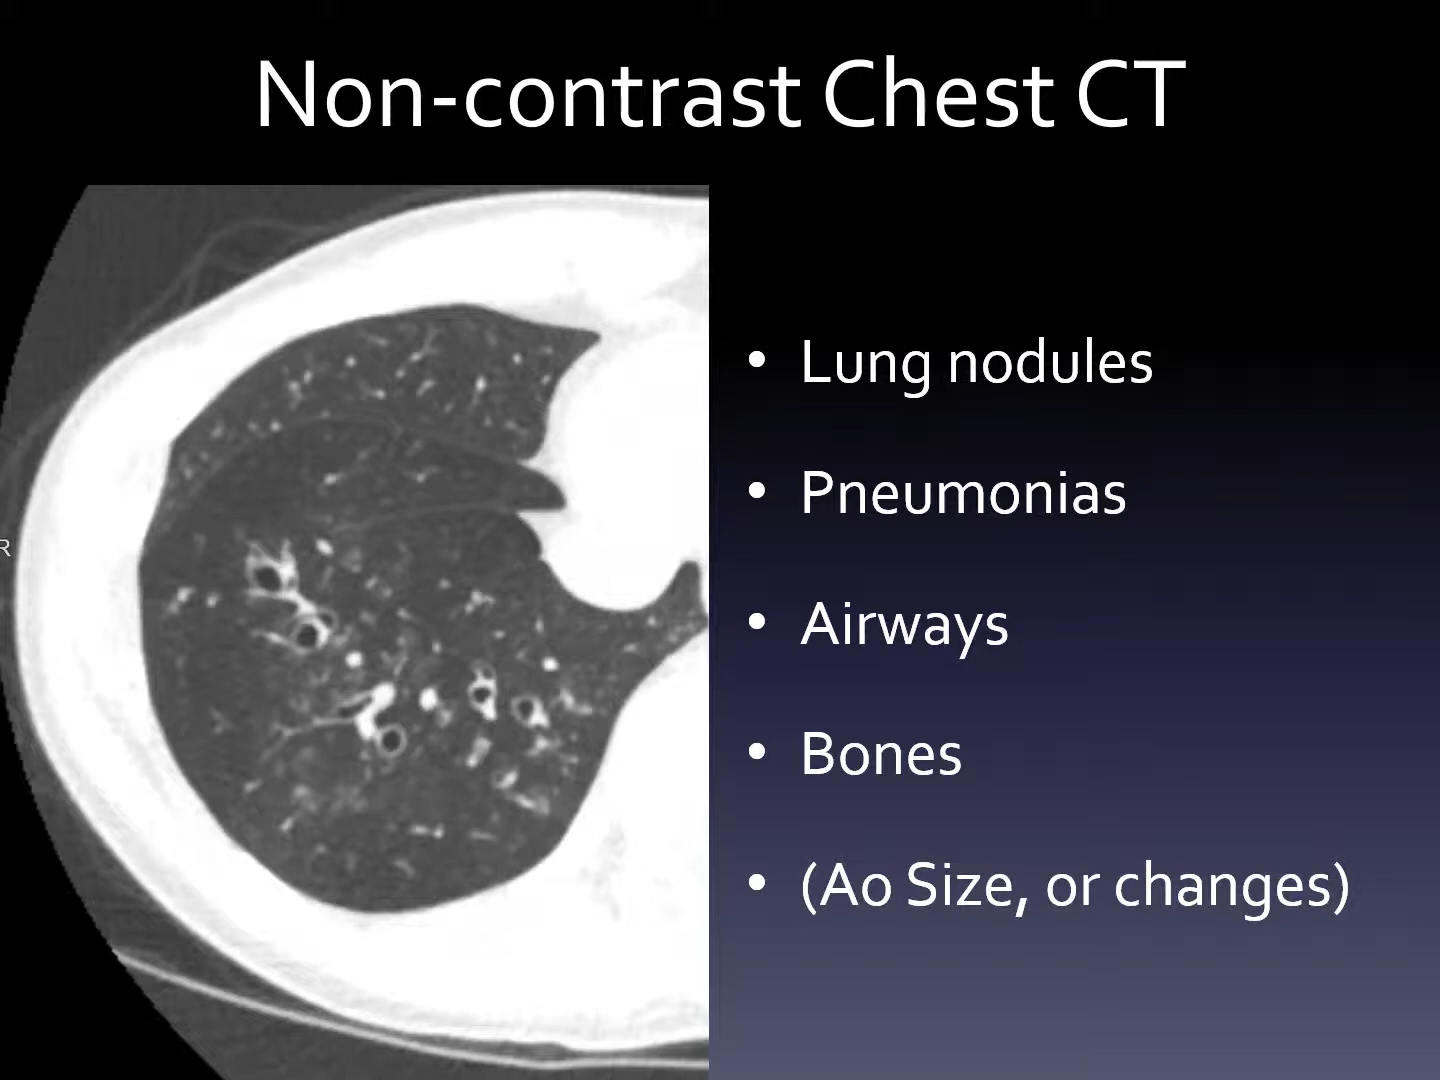 Non-contrast Chest CT
• Lung nodules
• Pneumonias
R
• Airways
• Bones
• (Ao Size, or changes)